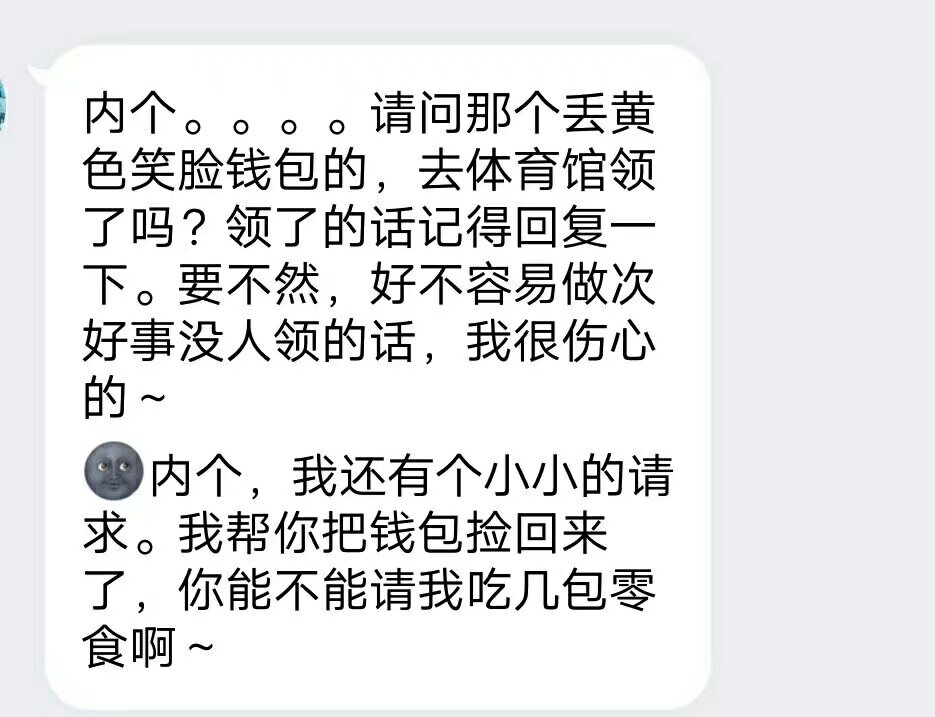 内个。。。。请问那个丢黄
色笑脸钱包的，去体育馆领
了吗？领了的话记得回复一
下。要不然，好不容易做次
好事没人领的话，我很伤心
的～
🌚内个，我还有个小小的请
求。我帮你把钱包捡回来
了，你能不能请我吃几包零
食啊～